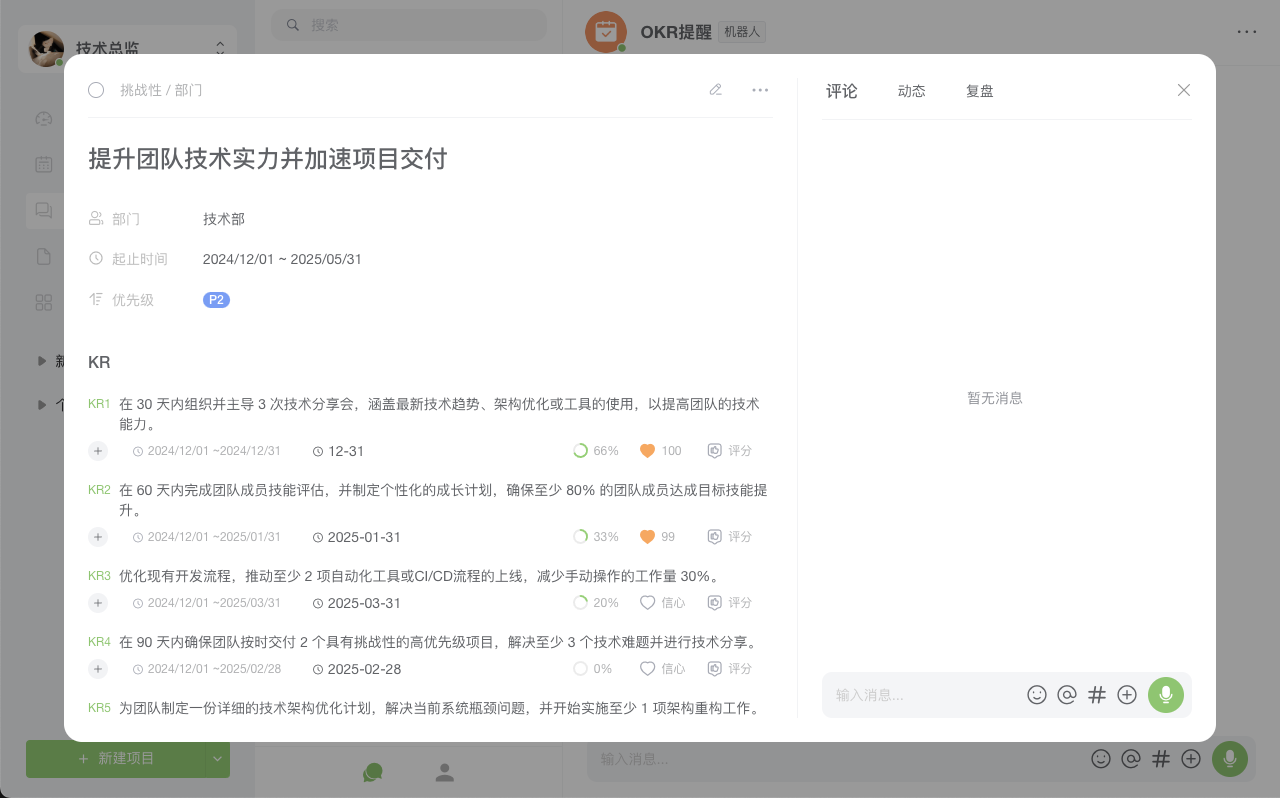 技术总监
搜索
OKR提醒 机器人
挑战性 / 部门
评论 动态 复盘
提升团队技术实力并加速项目交付
部门 技术部
起止时间 2024/12/01 ~ 2025/05/31
优先级 P2
KR
KR1 在 30 天内组织并主导 3 次技术分享会，涵盖最新技术趋势、架构优化或工具的使用，以提高团队的技术
能力。
2024/12/01 ~2024/12/31 12-31 66% 100 评分
KR2 在 60 天内完成团队成员技能评估，并制定个性化的成长计划，确保至少 80% 的团队成员达成目标技能提
升。
2024/12/01 ~2025/01/31 2025-01-31 33% 99 评分
KR3 优化现有开发流程，推动至少 2 项自动化工具或CI/CD流程的上线，减少手动操作的工作量 30%。
2024/12/01 ~2025/03/31 2025-03-31 20% 信心 评分
KR4 在 90 天内确保团队按时交付 2 个具有挑战性的高优先级项目，解决至少 3 个技术难题并进行技术分享。
2024/12/01 ~2025/02/28 2025-02-28 0% 信心 评分
KR5 为团队制定一份详细的技术架构优化计划，解决当前系统瓶颈问题，并开始实施至少 1 项架构重构工作。
暂无消息
输入消息...
新建项目
输入消息...